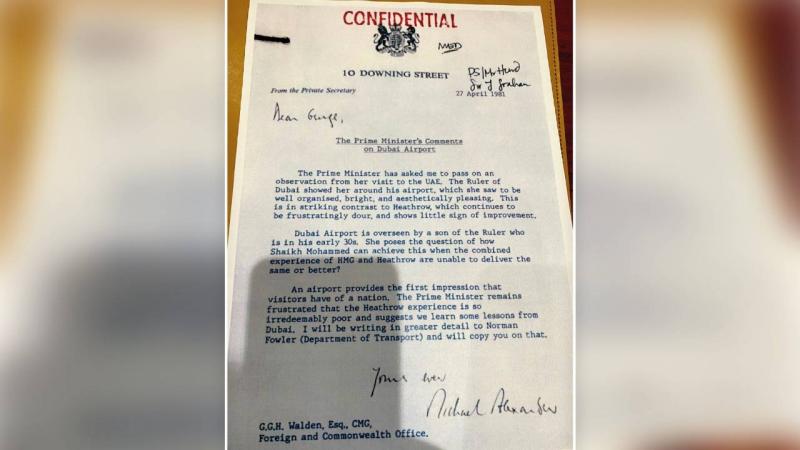 CONFIDENTIAL
10 DOWNING STREET
From the Private Secretary
27 April 1981
Dear George,
The Prime Minister's Comments
on Dubai Airport
The Prime Minister has asked me to pass on an
observation from her visit to the UAE. The Ruler of
Dubai showed her around his airport, which she saw to be
well organised, bright, and aesthetically pleasing. This
is in striking contrast to Heathrow, which continues to
be frustratingly dour, and shows little sign of improvement.
Dubai Airport is overseen by a son of the Ruler who
is in his early 30s. She poses the question of how
Shaikh Mohammed can achieve this when the combined
experience of HMG and Heathrow are unable to deliver the
same or better?
An airport provides the first impression that
visitors have of a nation. The Prime Minister remains
frustrated that the Heathrow experience is so
irredeemably poor and suggests we learn some lessons from
Dubai. I will be writing in greater detail to Norman
Fowler (Department of Transport) and will copy you on that.
Yours ever
Michael Alexander
G.G.H. Walden, Esq., CMG,
Foreign and Commonwealth Office.